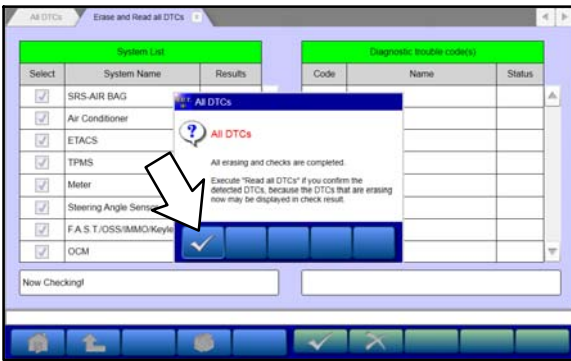 All DTCs
Erase and Read all DTCs
System List
Diagnostic trouble code(s)
Select
System Name
Results
Code
Name
Status
SRS-AIR BAG
Air Conditioner
ETACS
TPMS
Meter
Steering Angle Sensor
F.A.S.T./OSS/IMMO/Keyle
OCM
All DTCs
All DTCs
All erasing and checks are completed.
Execute "Read all DTCs" if you confirm the
detected DTCs, because the DTCs that are erasing
now may be displayed in check result.
Now Checking!